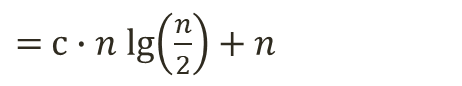 = c · n lg(n/2) + n